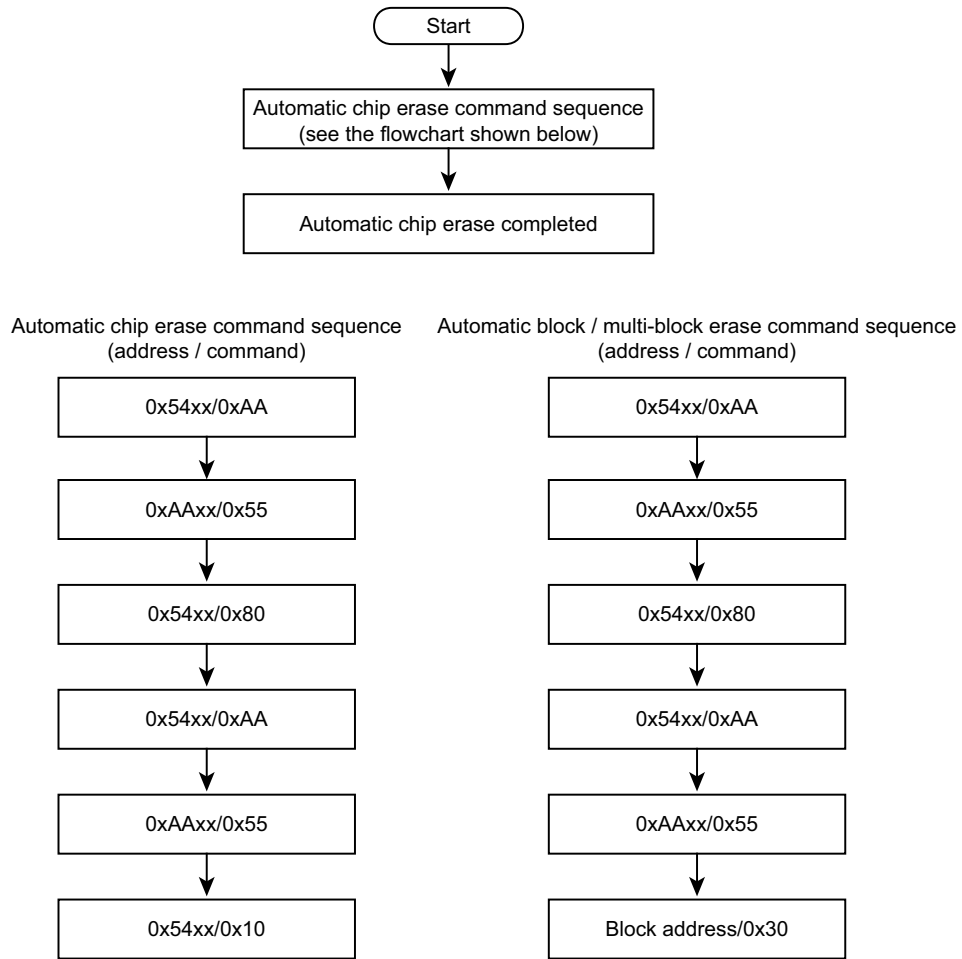 Start
Automatic chip erase command sequence
(see the flowchart shown below)
Automatic chip erase completed
Automatic chip erase command sequence
(address / command)
0x54xx/0xAA
0xAAxx/0x55
0x54xx/0x80
0x54xx/0xAA
0xAAxx/0x55
0x54xx/0x10
Automatic block / multi-block erase command sequence
(address / command)
0x54xx/0xAA
0xAAxx/0x55
0x54xx/0x80
0x54xx/0xAA
0xAAxx/0x55
Block address/0x30